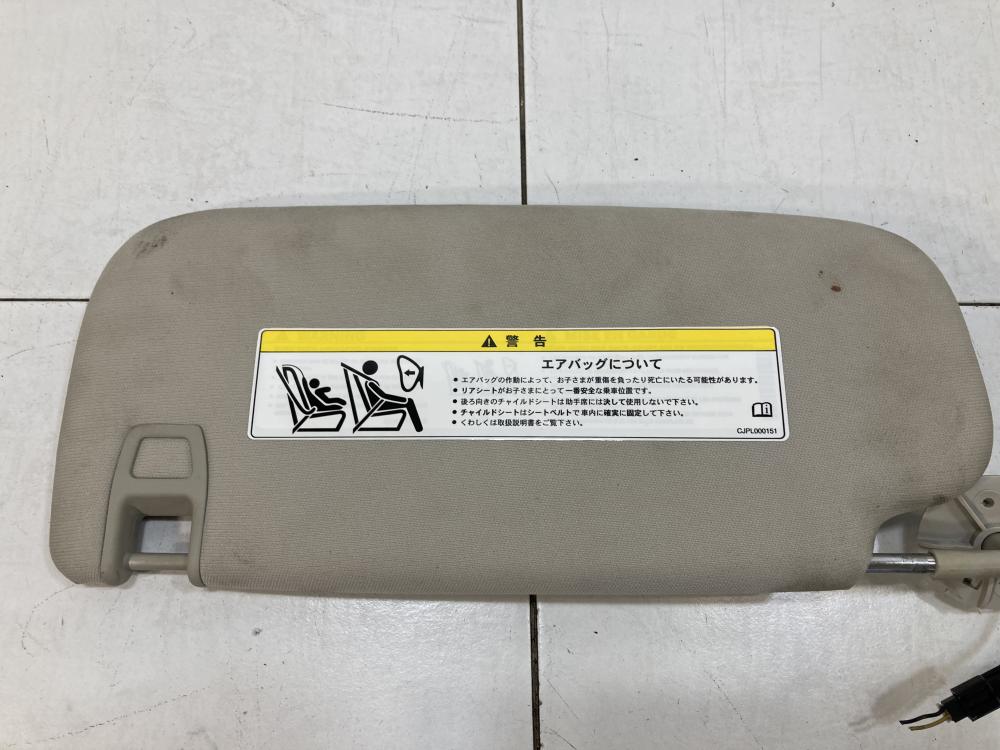 警告
エアバッグについて
● エアバッグの作動によって、お子さまが重傷を負ったり死亡にいたる可能性があります。
● リアシートがお子さまにとって一番安全な乗車位置です。
● 後ろ向きのチャイルドシートは助手席には決して使用しないで下さい。
● チャイルドシートはシートベルトで車内に確実に固定して下さい。
● くわしくは取扱説明書をご覧下さい。
CJPL000151